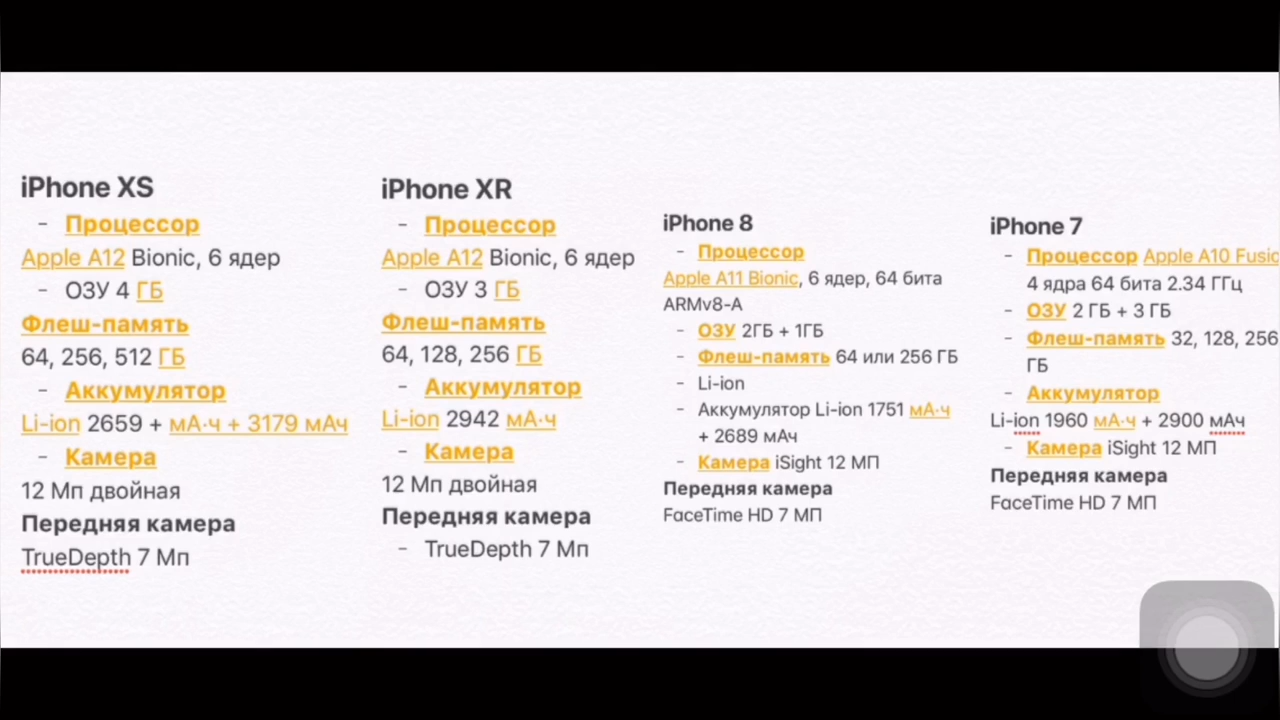 iPhone XS
- Процессор
Apple A12 Bionic, 6 ядер
- ОЗУ 4 ГБ
Флеш-память
64, 256, 512 ГБ
- Аккумулятор
Li-ion 2659 + мА·ч + 3179 мАч
- Камера
12 Мп двойная
Передняя камера
TrueDepth 7 Мп
iPhone XR
- Процессор
Apple A12 Bionic, 6 ядер
- ОЗУ 3 ГБ
Флеш-память
64, 128, 256 ГБ
- Аккумулятор
Li-ion 2942 мА·ч
- Камера
12 Мп двойная
Передняя камера
- TrueDepth 7 Мп
iPhone 8
- Процессор
Apple A11 Bionic, 6 ядер, 64 бита
ARMv8-A
- ОЗУ 2ГБ + 1ГБ
- Флеш-память 64 или 256 ГБ
- Li-ion
- Аккумулятор Li-ion 1751 мА·ч
+ 2689 мАч
- Камера iSight 12 МП
Передняя камера
FaceTime HD 7 МП
iPhone 7
- Процессор Apple A10 Fusio
4 ядра 64 бита 2.34 ГГц
- ОЗУ 2 ГБ + 3 ГБ
- Флеш-память 32, 128, 256
ГБ
- Аккумулятор
Li-ion 1960 мА·ч + 2900 мАч
- Камера iSight 12 МП
Передняя камера
FaceTime HD 7 МП